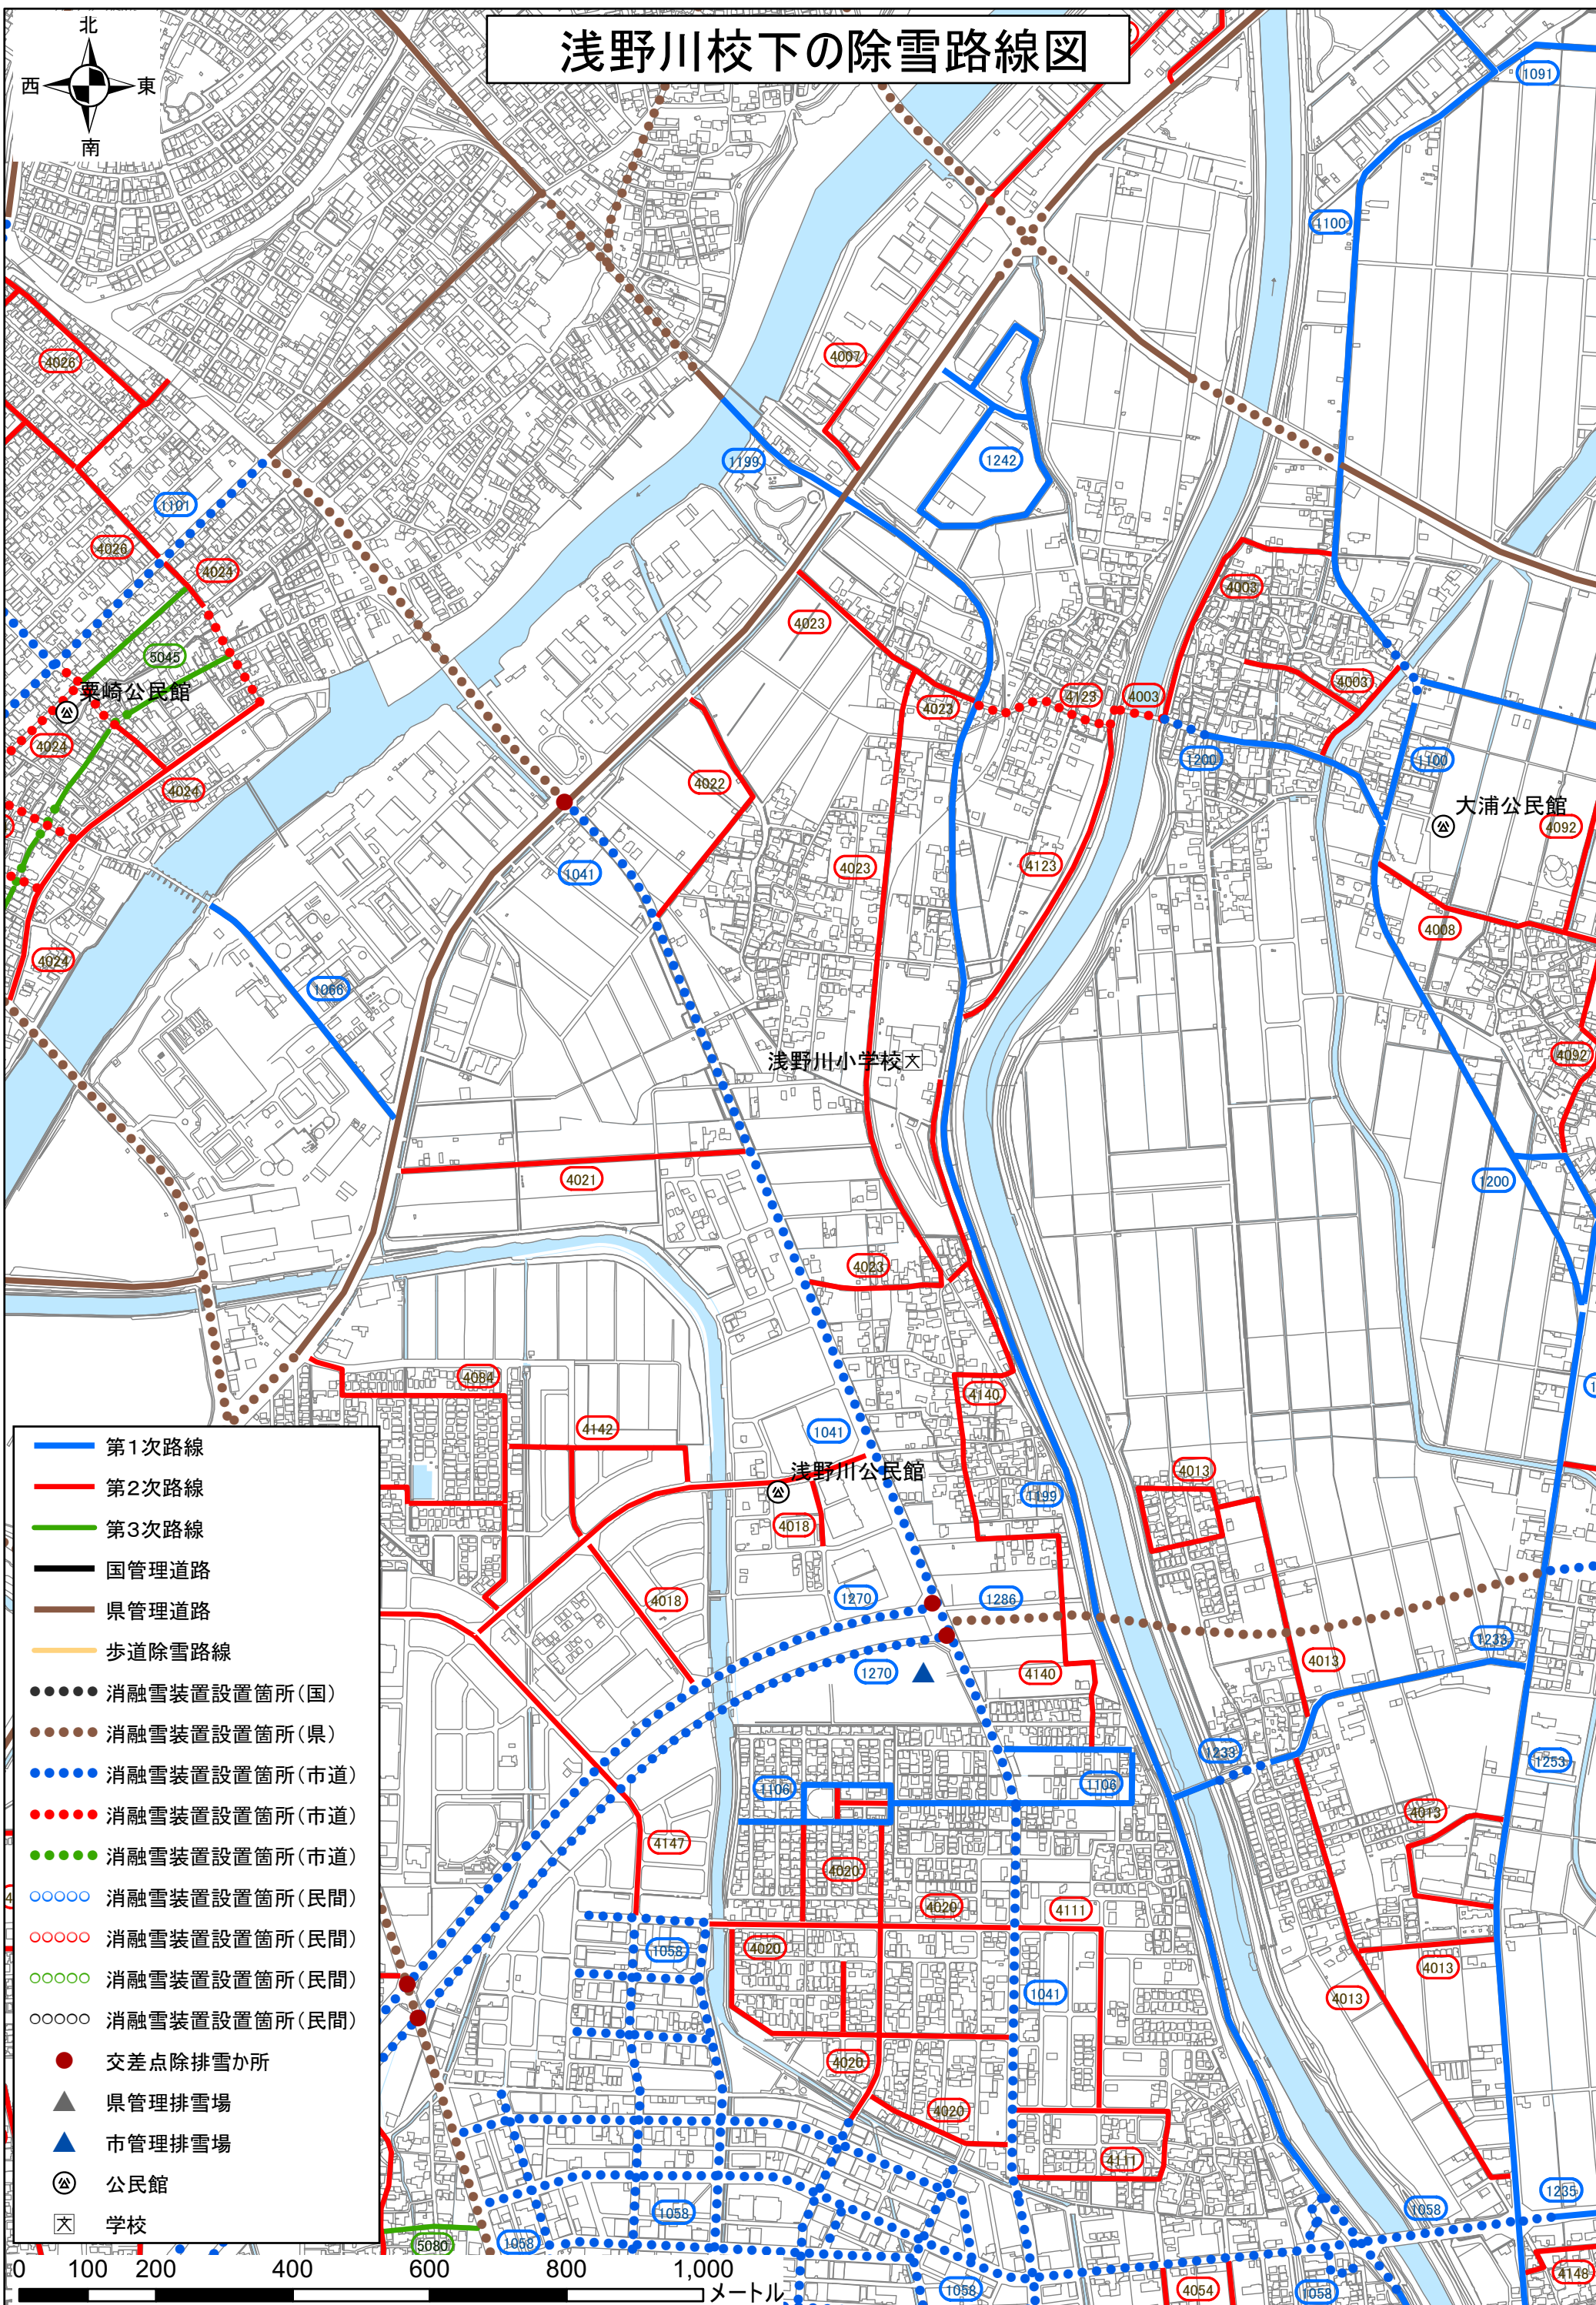 浅野川校下の除雪路線図
北
西 東
南
1091
1100
4026
4007
1199
1242
1101
4026
4024
4003
4023
5045
粟崎公民館
4003
4123
4003
4023
4024
1200
1100
4022
4024
大浦公民館
4092
4023
4123
1041
4008
4024
1066
浅野川小学校 文
4092
4021
1200
4023
4084
4140
4142
1041
浅野川公民館
4013
1199
4018
4018
1270
1286
1233
4013
1270
4140
1233
1253
1106
1106
4013
4147
4020
4020
4111
1058
4020
4013
1041
4013
4020
4020
4111
1235
1058
1058
5080
1058
4148
1058
4054
1058
第1次路線
第2次路線
第3次路線
国管理道路
県管理道路
歩道除雪路線
消融雪装置設置箇所(国)
消融雪装置設置箇所(県)
消融雪装置設置箇所(市道)
消融雪装置設置箇所(市道)
消融雪装置設置箇所(市道)
消融雪装置設置箇所(民間)
消融雪装置設置箇所(民間)
消融雪装置設置箇所(民間)
消融雪装置設置箇所(民間)
交差点除排雪か所
県管理排雪場
市管理排雪場
公民館
文 学校
0 100 200 400 600 800 1,000
メートル